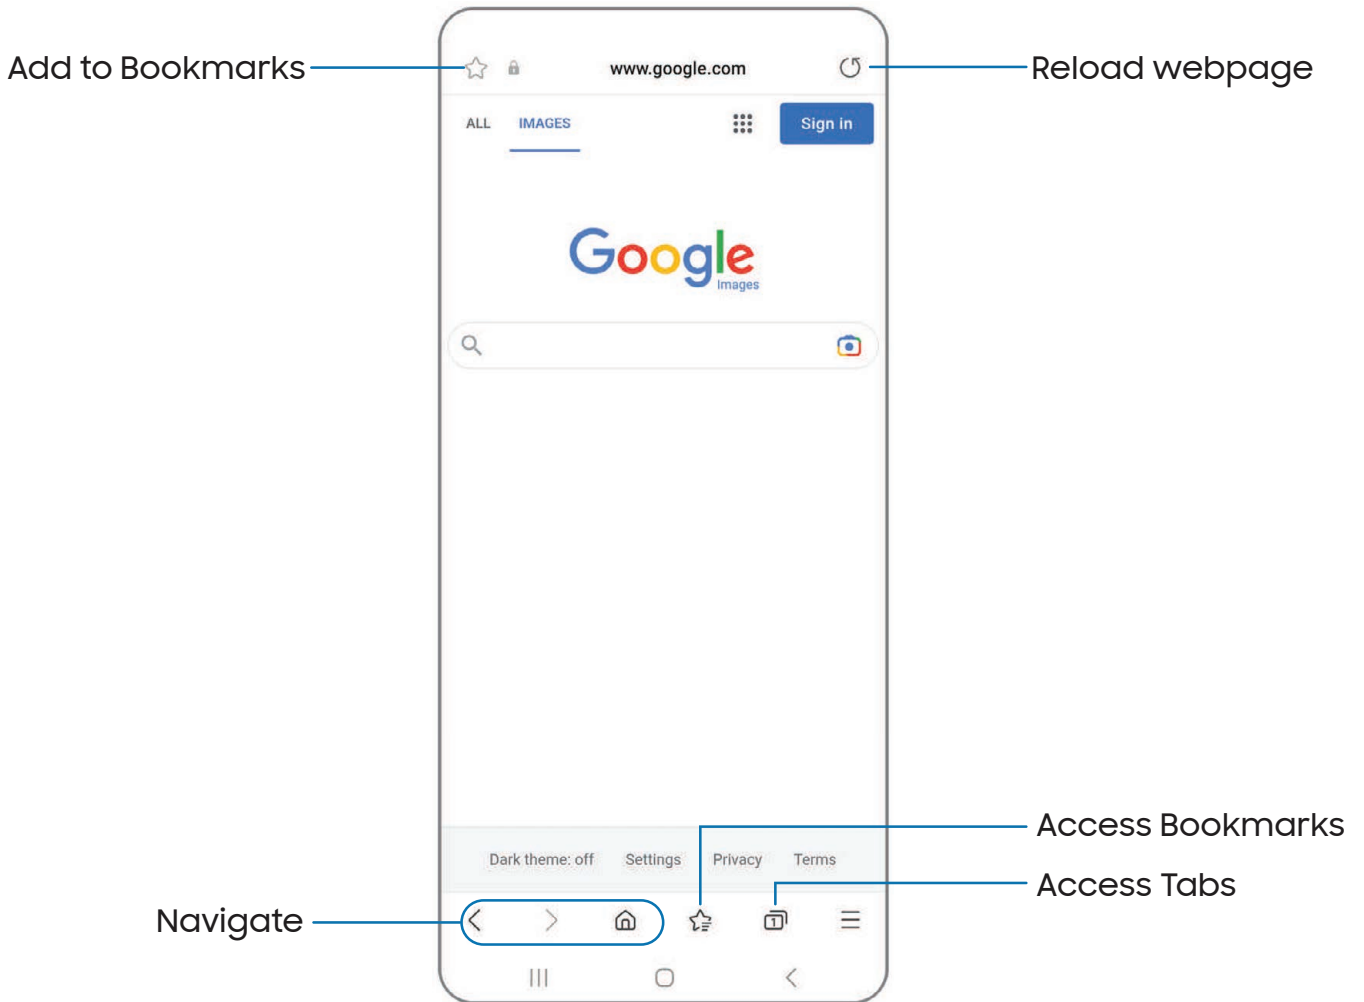 Add to Bookmarks
www.google.com
Reload webpage
ALL IMAGES
Sign in
Google
Images
Dark theme: off Settings Privacy Terms
Access Bookmarks
Access Tabs
Navigate
1